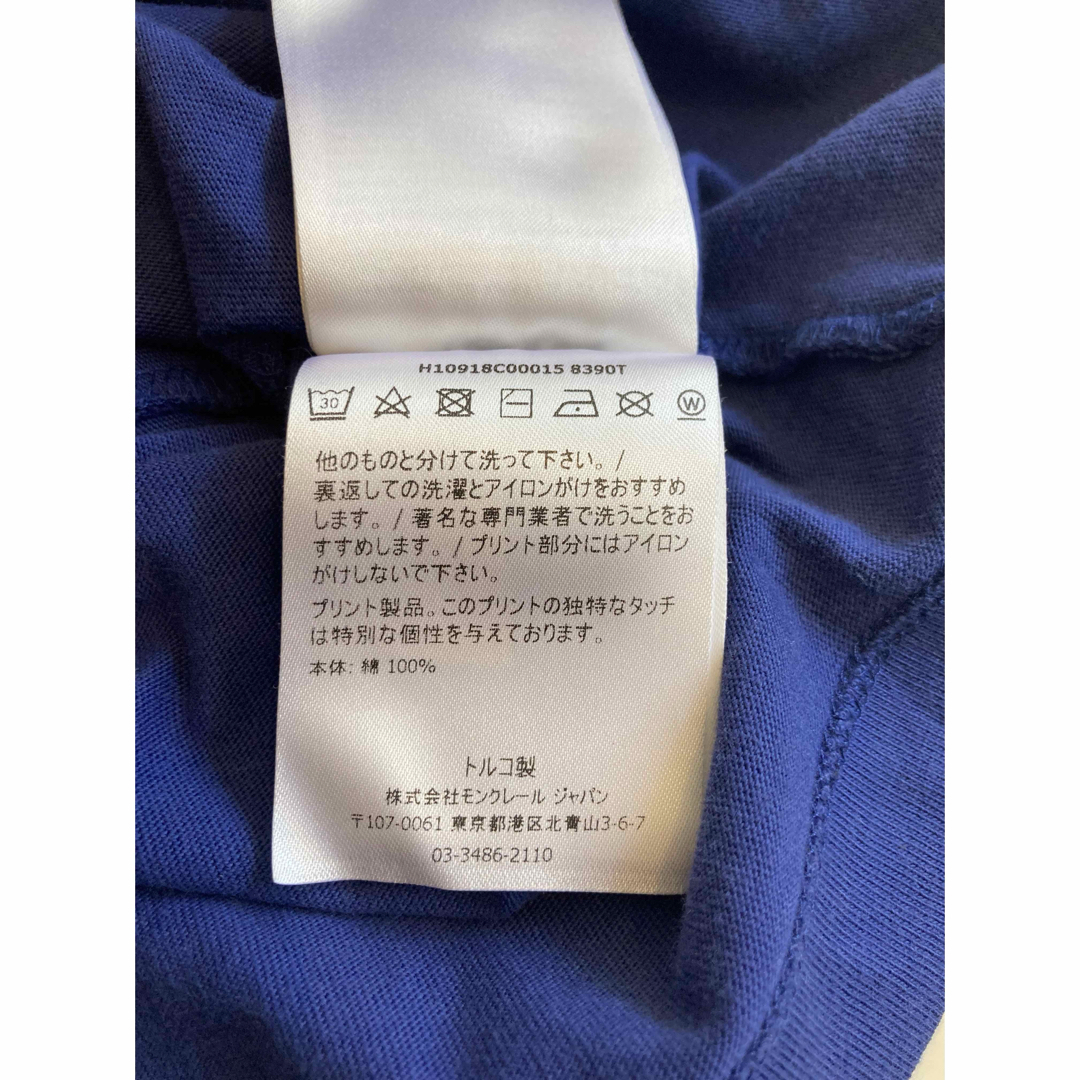 H10918C00015 8390T
30
W
他のものと分けて洗って下さい。/
裏返しての洗濯とアイロンがけをおすすめ
します。/ 著名な専門業者で洗うことをお
すすめします。/ プリント部分にはアイロン
がけしないで下さい。
プリント製品。このプリントの独特なタッチ
は特別な個性を与えております。
本体: 綿 100%
トルコ製
株式会社モンクレール ジャパン
〒107-0061 東京都港区北青山3-6-7
03-3486-2110